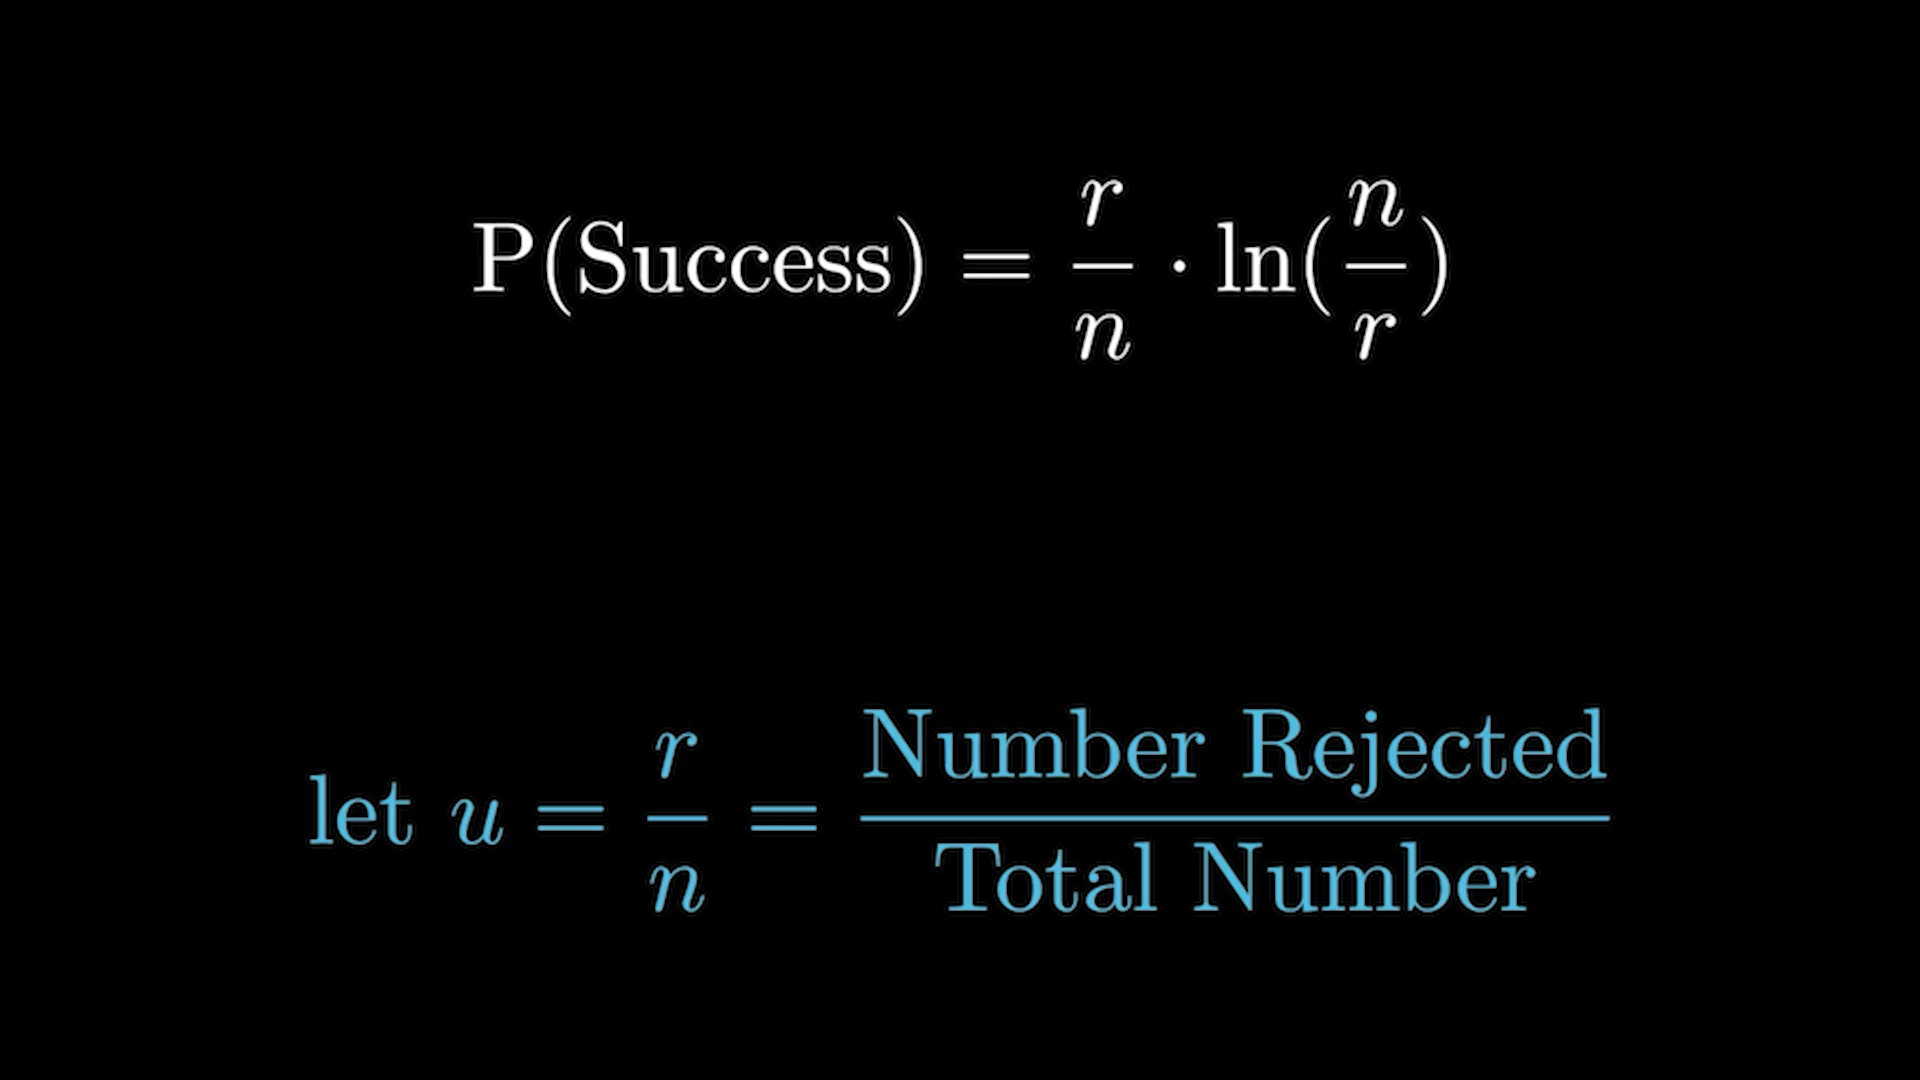 P(Success) = r/n · ln(n/r)
let u = r/n = Number Rejected/Total Number